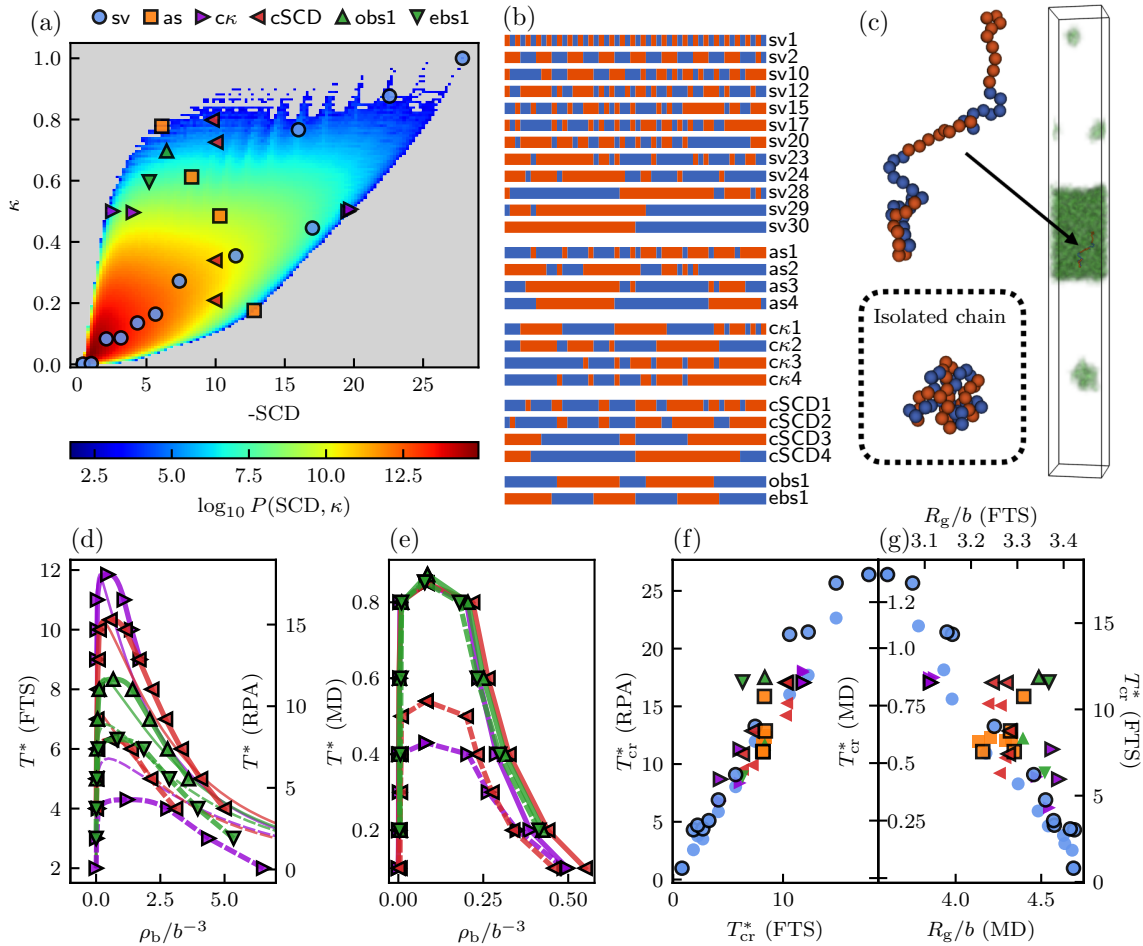 (a) sv as cκ cSCD obs1 ebs1
1.0
0.8
0.6
0.4
0.2
0.0
κ
0 5 10 15 20 25
-SCD
2.5 5.0 7.5 10.0 12.5
log₁₀ P(SCD, κ)
(b)
sv1
sv2
sv10
sv12
sv15
sv17
sv20
sv23
sv24
sv28
sv29
sv30
as1
as2
as3
as4
cκ1
cκ2
cκ3
cκ4
cSCD1
cSCD2
cSCD3
cSCD4
obs1
ebs1
(c)
Isolated chain
(d)
12
10
8
6
4
2
T* (FTS)
0.0 2.5 5.0
ρb/b⁻³
15
10
5
0
T* (RPA)
(e)
0.8
0.6
0.4
0.2
T* (MD)
0.00 0.25 0.50
ρb/b⁻³
(f)
25
20
15
10
5
0
T*cr (RPA)
10
T*cr (FTS)
Rg/b (FTS)
(g) 3.1 3.2 3.3 3.4
1.2
1.0
0.75
0.5
0.25
T*cr (MD)
4.0 4.5
Rg/b (MD)
15
10
5
0
T*cr (FTS)